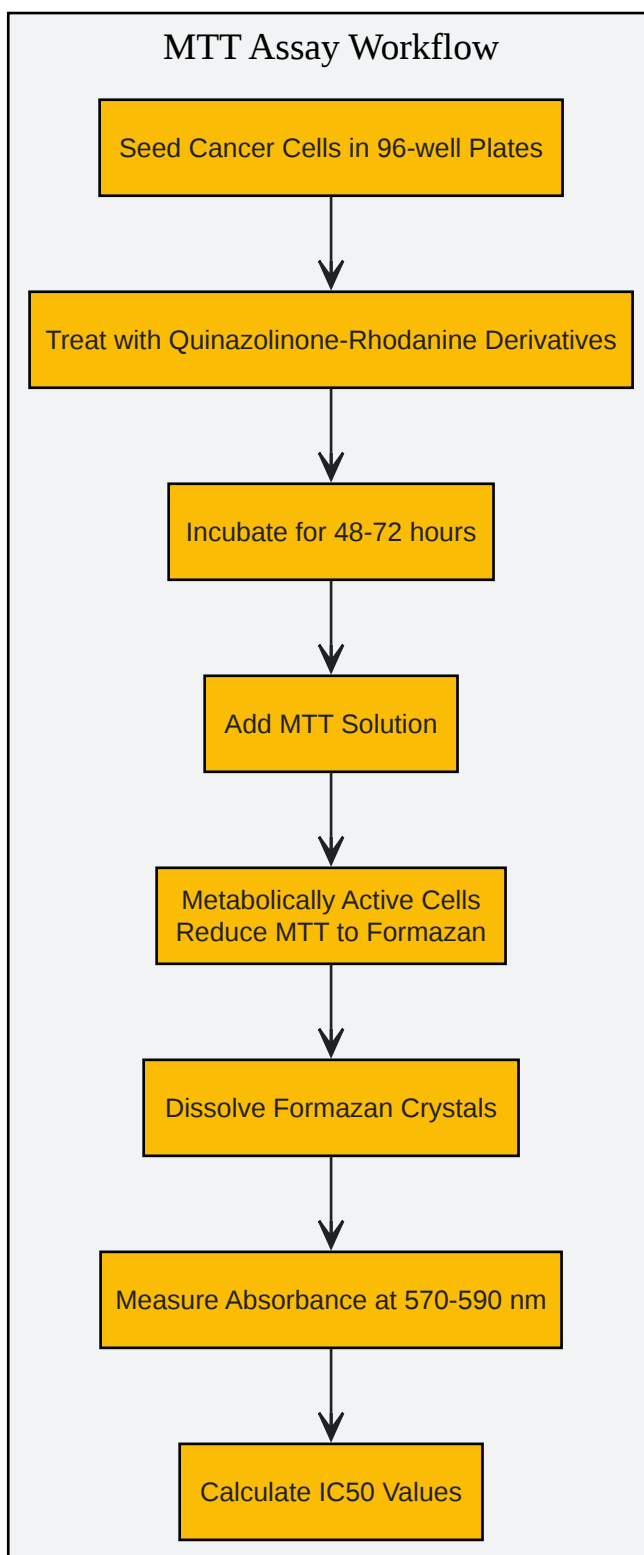 MTT Assay Workflow
Seed Cancer Cells in 96-well Plates
Treat with Quinazolinone-Rhodanine Derivatives
Incubate for 48-72 hours
Add MTT Solution
Metabolically Active Cells
Reduce MTT to Formazan
Dissolve Formazan Crystals
Measure Absorbance at 570-590 nm
Calculate IC50 Values